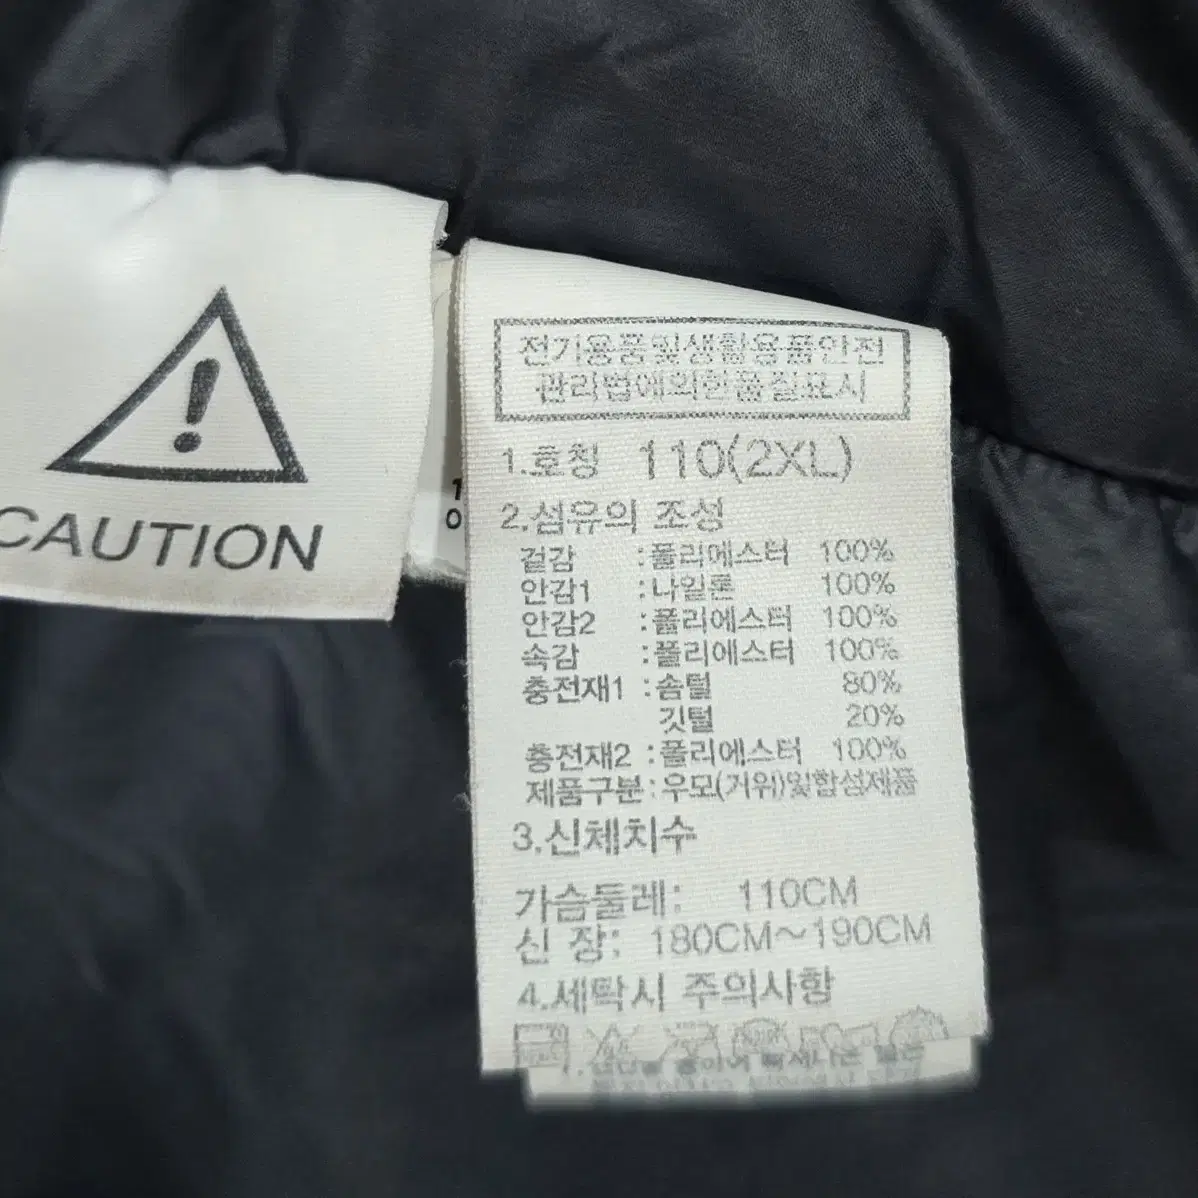 CAUTION
전기용품및생활용품안전
관리법에의한품질표시
1.호칭 110(2XL)
2.섬유의 조성
겉감 :폴리에스터 100%
안감1 :나일론 100%
안감2 :폴리에스터 100%
속감 :폴리에스터 100%
충전재1 :솜털 80%
깃털 20%
충전재2 :폴리에스터 100%
제품구분:우모(거위)및합성제품
3.신체치수
가슴둘레: 110CM
신 장: 180CM~190CM
4.세탁시 주의사항